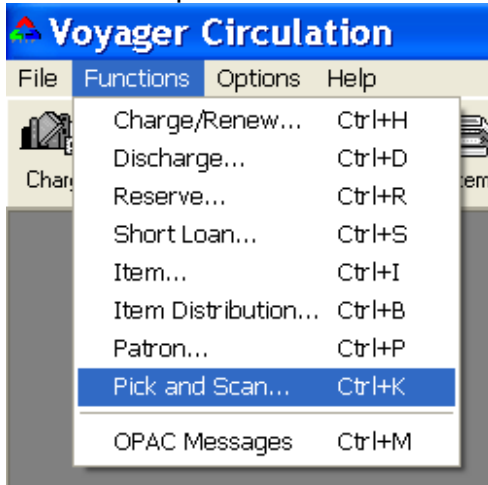 Voyager Circulation
File Functions Options Help
Charge/Renew... Ctrl+H
Discharge... Ctrl+D
Reserve... Ctrl+R
Short Loan... Ctrl+S
Item... Ctrl+I
Item Distribution... Ctrl+B
Patron... Ctrl+P
Pick and Scan... Ctrl+K
OPAC Messages Ctrl+M